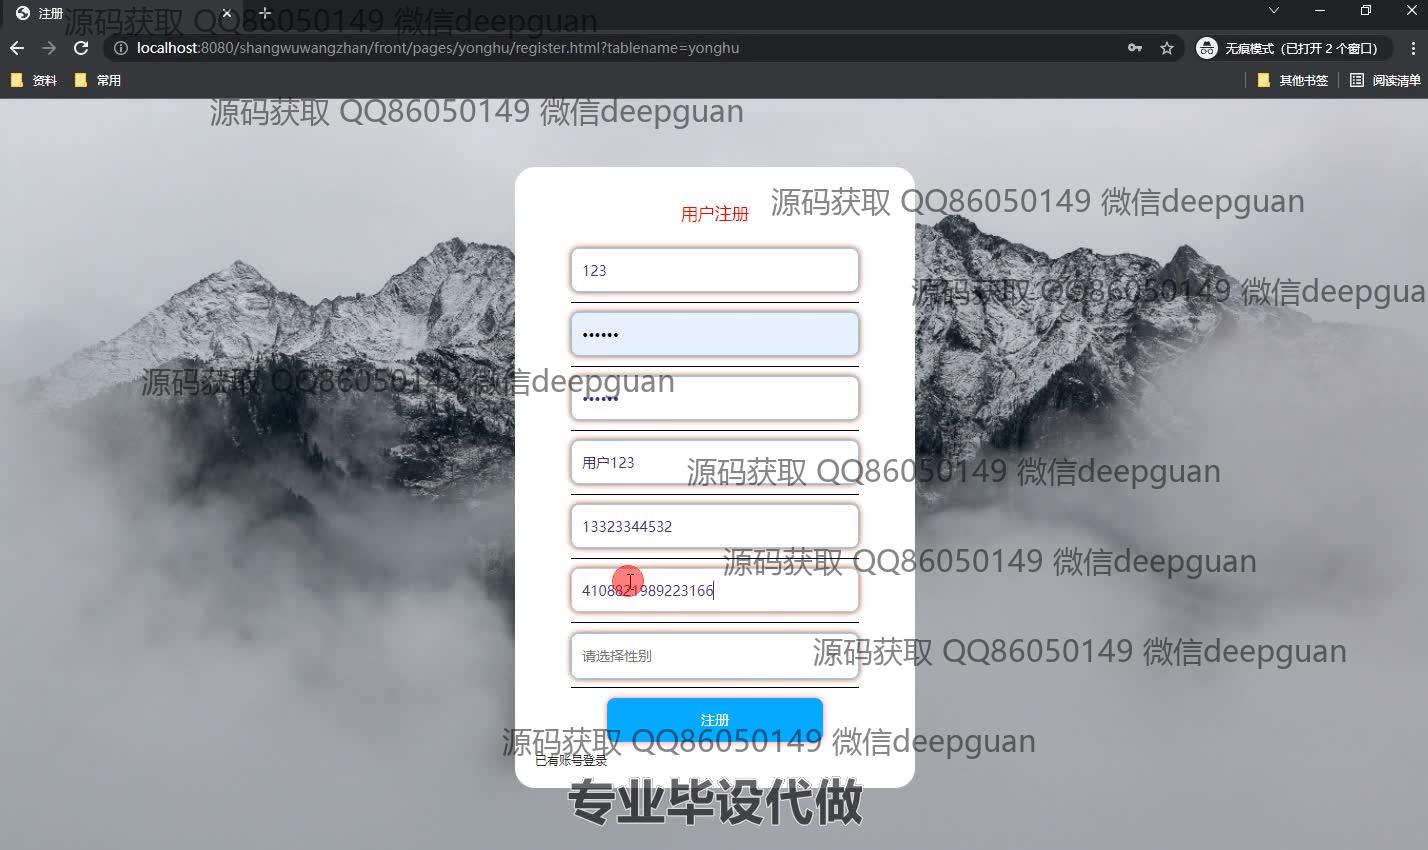 注册
源码获取 QQ86050149 微信deepguan
localhost:8080/shangwuwangzhan/front/pages/yonghu/register.html?tablename=yonghu
无痕模式（已打开 2 个窗口）
资料
常用
其他书签
阅读清单
源码获取 QQ86050149 微信deepguan
源码获取 QQ86050149 微信deepguan
用户注册
123
••••••
源码获取 QQ86050149 微信deepgua
源码获取 QQ86050149 微信deepguan
••••••
用户123
源码获取 QQ86050149 微信deepguan
13323344532
源码获取 QQ86050149 微信deepguan
4108821989223166
请选择性别
源码获取 QQ86050149 微信deepguan
注册
源码获取 QQ86050149 微信deepguan
已有账号登录
专业毕设代做